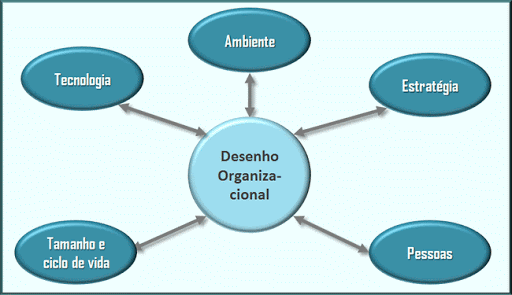 Ambiente
Tecnologia
Estratégia
Desenho
Organiza-
cional
Tamanho e
ciclo de vida
Pessoas